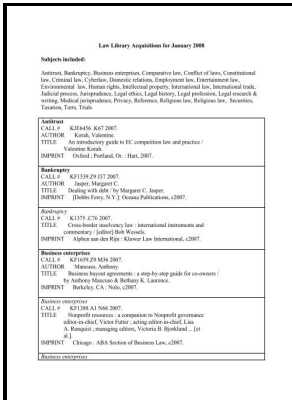 Law Library Acquisitions for January 2008
Subjects included:
Antitrust, Bankruptcy, Business enterprises, Comparative law, Conflict of laws, Constitutional
law, Criminal law, Cyberlaw, Domestic relations, Employment law, Entertainment law,
Environmental law, Human rights, Intellectual property, International law, International trade,
Judicial process, Jurisprudence, Legal ethics, Legal history, Legal profession, Legal research &
writing, Medical jurisprudence, Privacy, Reference, Religious law, Religious law, Securities,
Taxation, Torts, Trials
Antitrust
CALL # KJE6456 .K67 2007.
AUTHOR Korah, Valentine.
TITLE An introductory guide to EC competition law and practice /
Valentine Korah.
IMPRINT Oxford ; Portland, Or. : Hart, 2007.
Bankruptcy
CALL # KF1539.Z9 J37 2007.
AUTHOR Jasper, Margaret C.
TITLE Dealing with debt / by Margaret C. Jasper.
IMPRINT [Dobbs Ferry, N.Y.]: Oceana Publications, c2007.
Bankruptcy
CALL # K1375 .C76 2007.
TITLE Cross-border insolvency law : international instruments and
commentary / [editor] Bob Wessels.
IMPRINT Alphen aan den Rijn : Kluwer Law International, c2007.
Business enterprises
CALL # KF1659.Z9 M36 2007.
AUTHOR Mancuso, Anthony.
TITLE Business buyout agreements : a step-by-step guide for co-owners /
by Anthony Mancuso & Bethany K. Laurence.
IMPRINT Berkeley, CA : Nolo, c2007.
Business enterprises
CALL # KF1388.A1 N66 2007.
TITLE Nonprofit resources : a companion to Nonprofit governance
editor-in-chief, Victor Futter ; acting editor-in-chief, Lisa
A. Runquist ; managing editors, Victoria B. Bjorklund ... [et
al.].
IMPRINT Chicago : ABA Section of Business Law, c2007.
Business enterprises